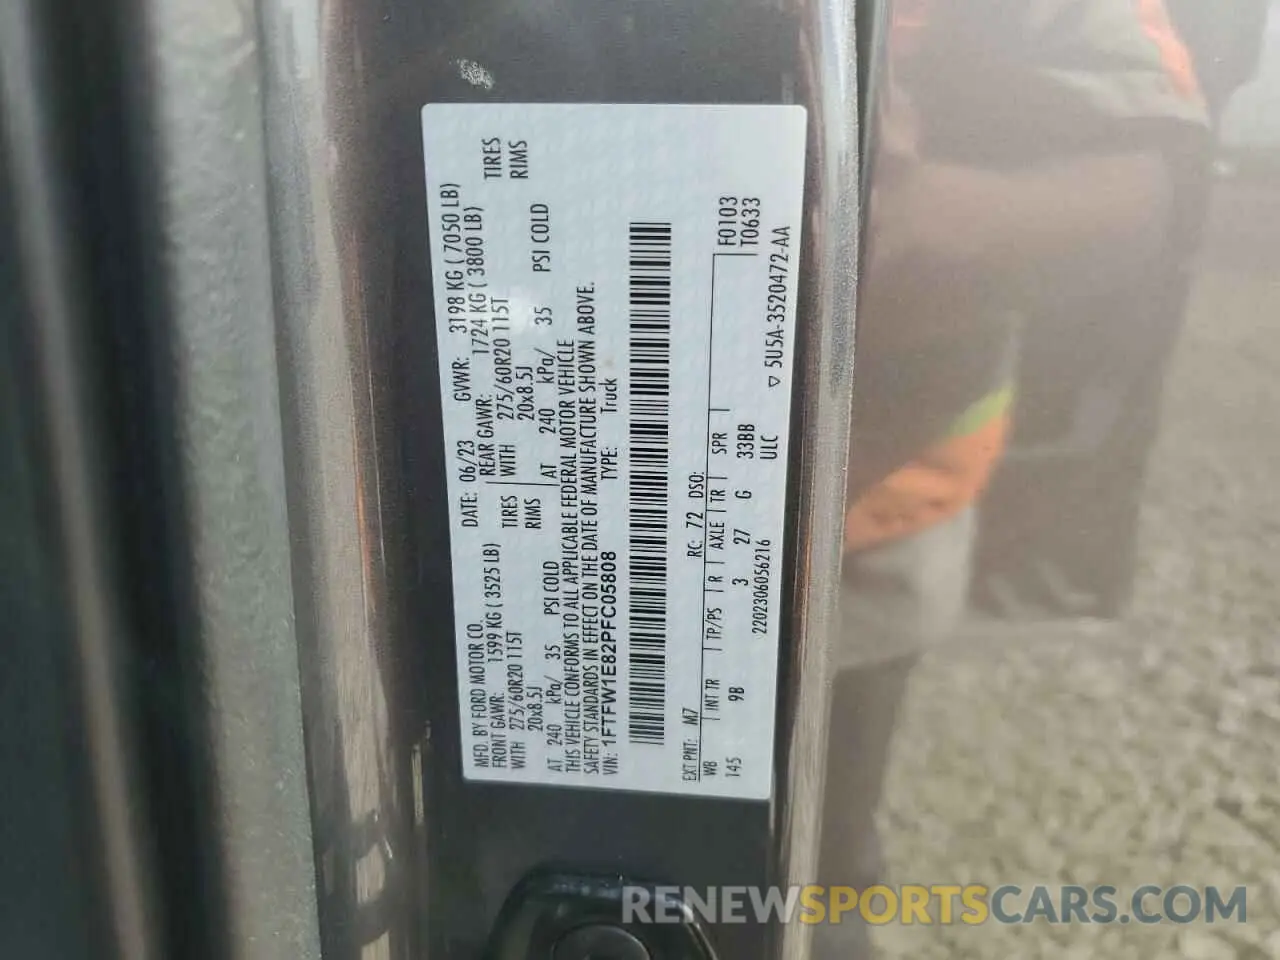 MFD. BY FORD MOTOR CO. DATE: 06/23 GVWR: 3198 KG ( 7050 LB)
FRONT GAWR: 1599 KG ( 3525 LB) REAR GAWR: 1724 KG ( 3800 LB)
WITH 275/60R20 115T TIRES WITH 275/60R20 115T TIRES
20x8.5J RIMS 20x8.5J RIMS
AT 240 kPa/ 35 PSI COLD AT 240 kPa/ 35 PSI COLD
THIS VEHICLE CONFORMS TO ALL APPLICABLE FEDERAL MOTOR VEHICLE
SAFETY STANDARDS IN EFFECT ON THE DATE OF MANUFACTURE SHOWN ABOVE.
VIN: 1FTFW1E82PFC05808 TYPE: Truck
EXT PNT: M7 RC: 72 DSO:
WB INT TR TP/PS R AXLE TR SPR F0103
145 9B 3 27 G 33BB T0633
2202306056216 ULC ▽ 5U5A-3520472-AA
RENEWSPORTSCARS.COM